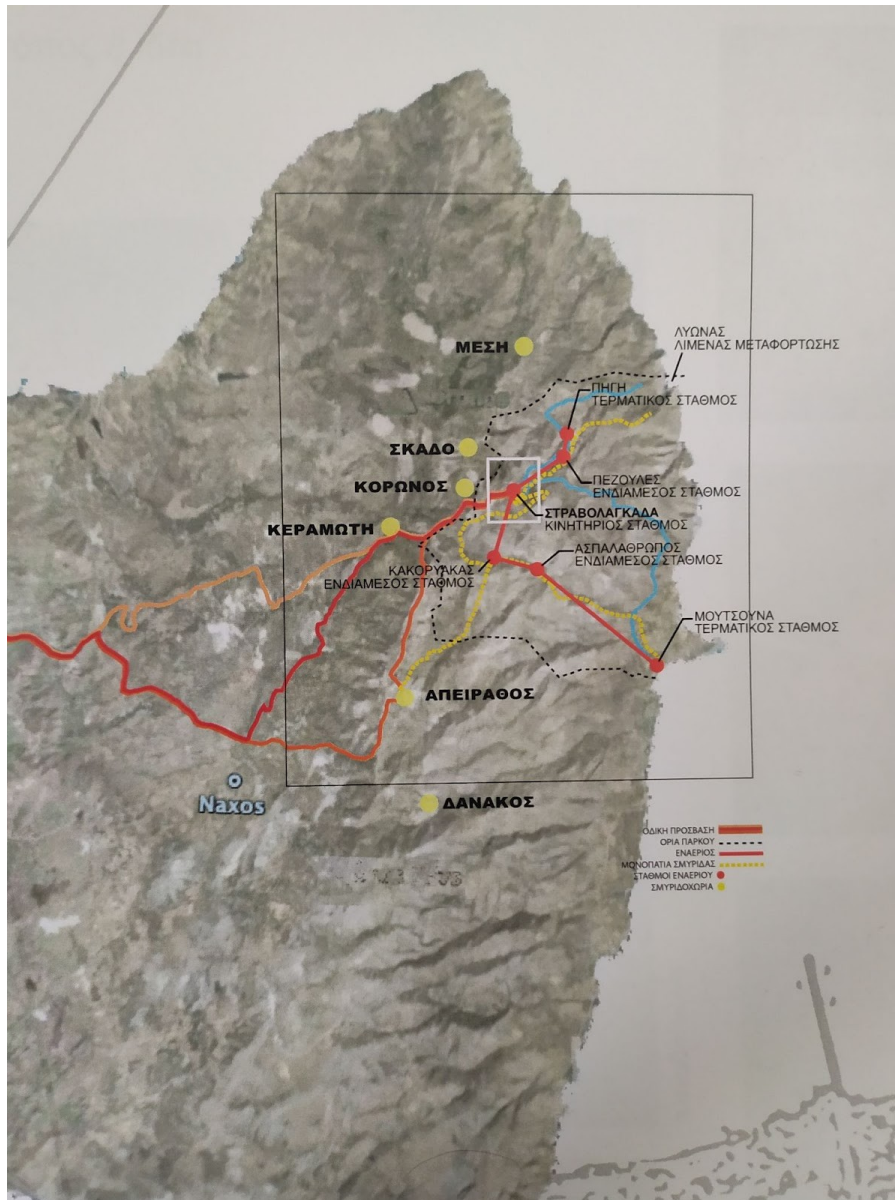 ΛΥΩΝΑΣ
ΛΙΜΕΝΑΣ ΜΕΤΑΦΟΡΤΩΣΗΣ
ΜΕΣΗ
ΠΗΓΗ
ΤΕΡΜΑΤΙΚΟΣ ΣΤΑΘΜΟΣ
ΣΚΑΔΟ
ΚΟΡΩΝΟΣ
ΠΕΖΟΥΛΕΣ
ΕΝΔΙΑΜΕΣΟΣ ΣΤΑΘΜΟΣ
ΣΤΡΑΒΟΛΑΓΚΑΔΑ
ΚΙΝΗΤΗΡΙΟΣ ΣΤΑΘΜΟΣ
ΚΕΡΑΜΩΤΗ
ΑΣΠΑΛΑΘΡΩΠΟΣ
ΕΝΔΙΑΜΕΣΟΣ ΣΤΑΘΜΟΣ
ΚΑΚΟΡΥΑΚΑΣ
ΕΝΔΙΑΜΕΣΟΣ ΣΤΑΘΜΟΣ
ΜΟΥΤΣΟΥΝΑ
ΤΕΡΜΑΤΙΚΟΣ ΣΤΑΘΜΟΣ
ΑΠΕΙΡΑΘΟΣ
Naxos
ΔΑΝΑΚΟΣ
ΟΔΙΚΗ ΠΡΟΣΒΑΣΗ
ΟΡΙΑ ΠΑΡΚΟΥ
ΕΝΑΕΡΙΟΣ
ΜΟΝΟΠΑΤΙΑ ΣΜΥΡΙΔΑΣ
ΣΤΑΘΜΟΙ ΕΝΑΕΡΙΟΥ
ΣΜΥΡΙΔΟΧΩΡΙΑ